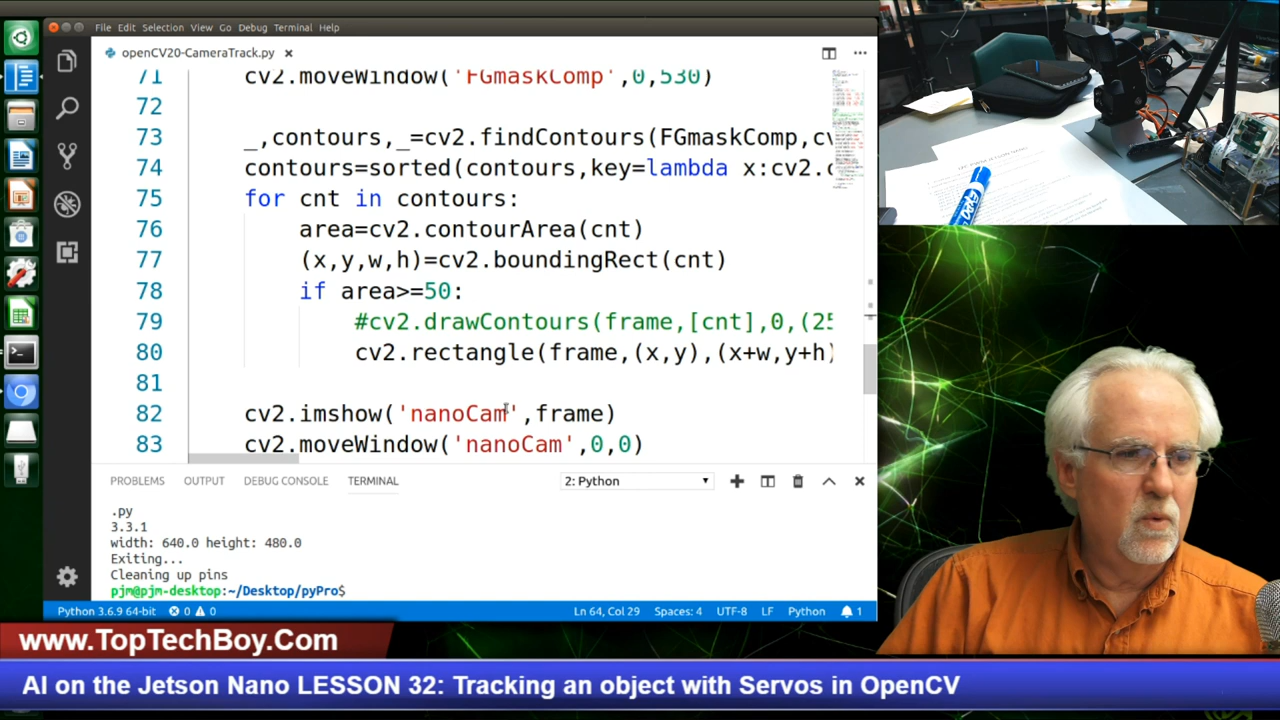 File Edit Selection View Go Debug Terminal Help
openCV20-CameraTrack.py
71 cv2.moveWindow('FGmaskComp',0,530)
72
73 _,contours,_=cv2.findContours(FGmaskComp,cv
74 contours=sorted(contours,key=lambda x:cv2.c
75 for cnt in contours:
76 area=cv2.contourArea(cnt)
77 (x,y,w,h)=cv2.boundingRect(cnt)
78 if area>=50:
79 #cv2.drawContours(frame,[cnt],0,(25
80 cv2.rectangle(frame,(x,y),(x+w,y+h)
81
82 cv2.imshow('nanoCam',frame)
83 cv2.moveWindow('nanoCam',0,0)
PROBLEMS OUTPUT DEBUG CONSOLE TERMINAL 2: Python
.py
3.3.1
width: 640.0 height: 480.0
Exiting...
Cleaning up pins
pjm@pjm-desktop:~/Desktop/pyPro$
Python 3.6.9 64-bit 0 0 Ln 64, Col 29 Spaces: 4 UTF-8 LF Python 1
www.TopTechBoy.Com
AI on the Jetson Nano LESSON 32: Tracking an object with Servos in OpenCV
EXPO